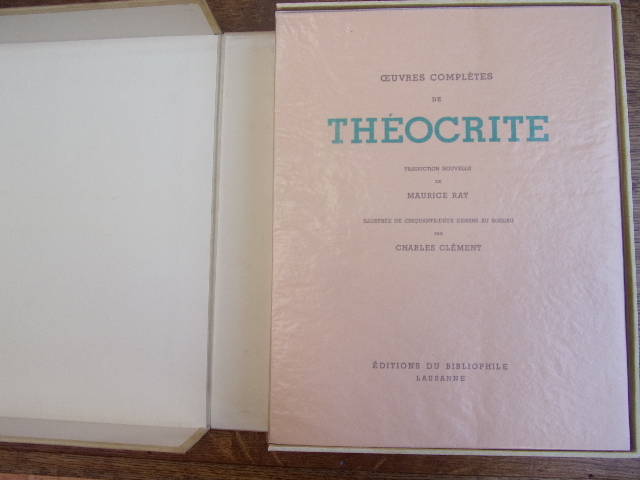 ŒUVRES COMPLÈTES
DE
THÉOCRITE
TRADUCTION NOUVELLE
DE
MAURICE RAT
ILLUSTRÉE DE CINQUANTE-DEUX DESSINS AU ROSEAU
PAR
CHARLES CLÉMENT
ÉDITIONS DU BIBLIOPHILE
LAUSANNE